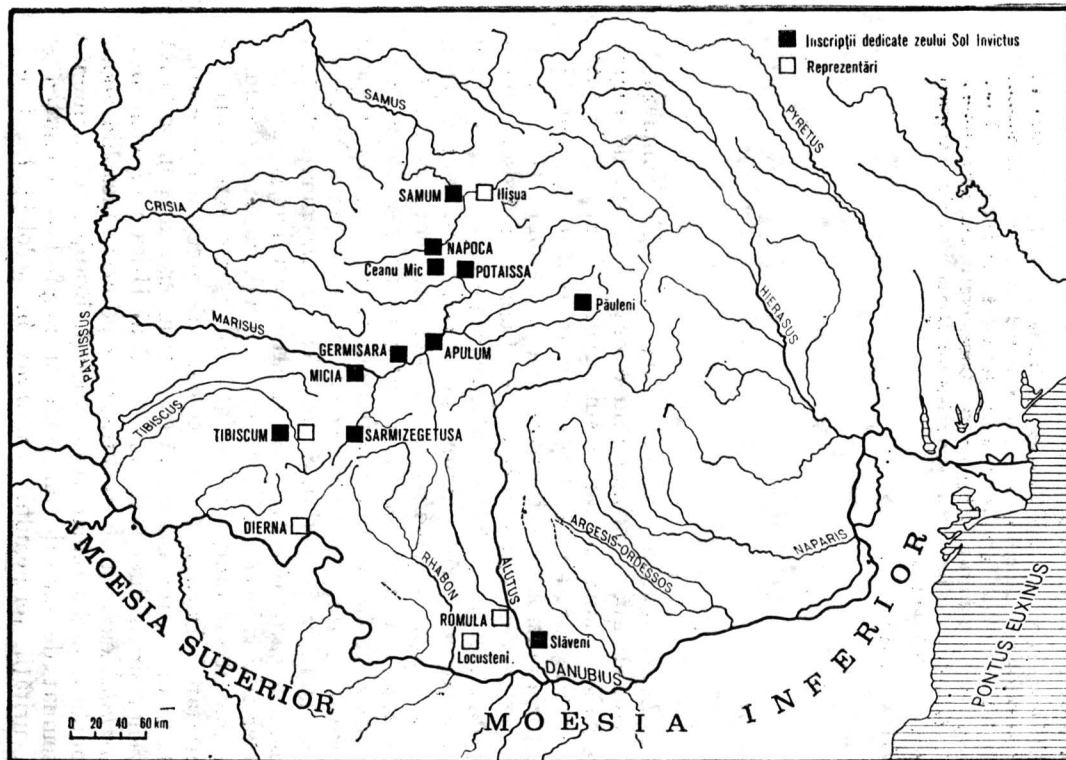 Inscripții dedicate zeului Sol Invictus
Reprezentări
SAMUS
PYRETUS
SAMUM
Ilișua
CRISIA
NAPOCA
Ceanu Mic
POTAISSA
Păuleni
HIERASUS
MARISUS
PATHISSUS
GERMISARA
APULUM
MICIA
TIBISCUS
TIBISCUM
SARMIZEGETUSA
DIERNA
RHABON
ALUTUS
ARGESIS-ORDESSOS
NAPARIS
ROMULA
Locusteni
Slăveni
DANUBIUS
MOESIA SUPERIOR
MOESIA INFERIOR
PONTUS EUXINUS
0 20 40 60 km